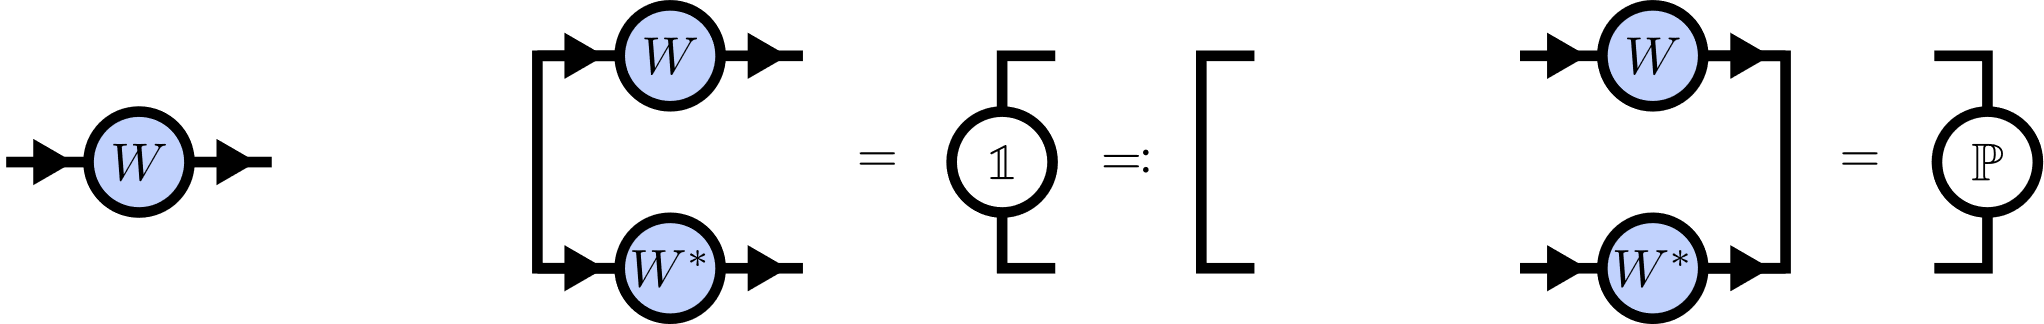 W
W
W*
=
𝟙
=:
W
W*
=
ℙ